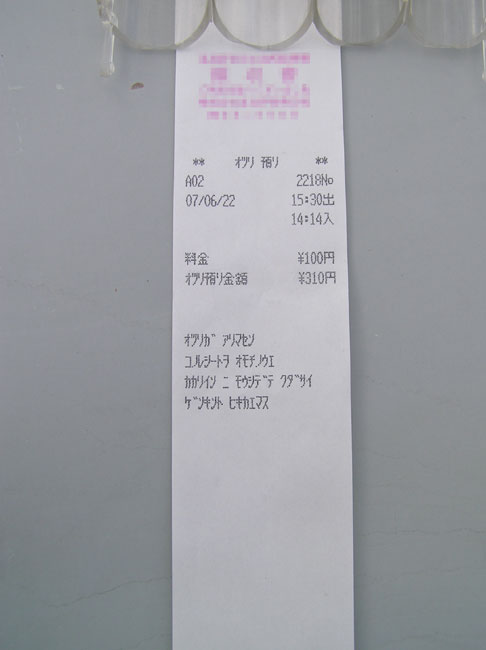 ** ｵﾂﾘ 預り **
A02 2218No
07/06/22 15:30出
14:14入
料金 ¥100円
ｵﾂﾘ預り金額 ¥310円
ｵﾂﾘｶﾞ ｱﾘﾏｾﾝ
ｺﾉﾚｼｰﾄｦ ｵﾓﾁﾉｳｴ
ｶｶﾘｲﾝ ﾆ ﾓｳｼﾃﾞﾃ ｸﾀﾞｻｲ
ｹﾞﾝｷﾝﾄ ﾋｷｶｴﾏｽ